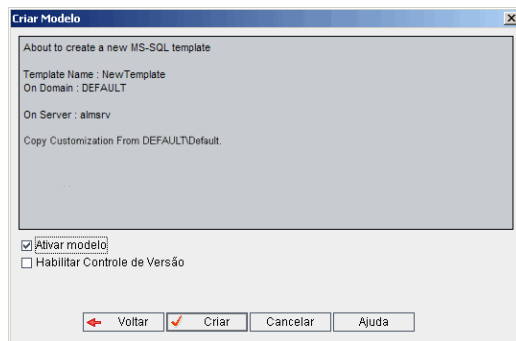 Criar Modelo
About to create a new MS-SQL template
Template Name : NewTemplate
On Domain : DEFAULT
On Server : almsrv
Copy Customization From DEFAULT\Default.
Ativar modelo
Habilitar Controle de Versão
Voltar Criar Cancelar Ajuda